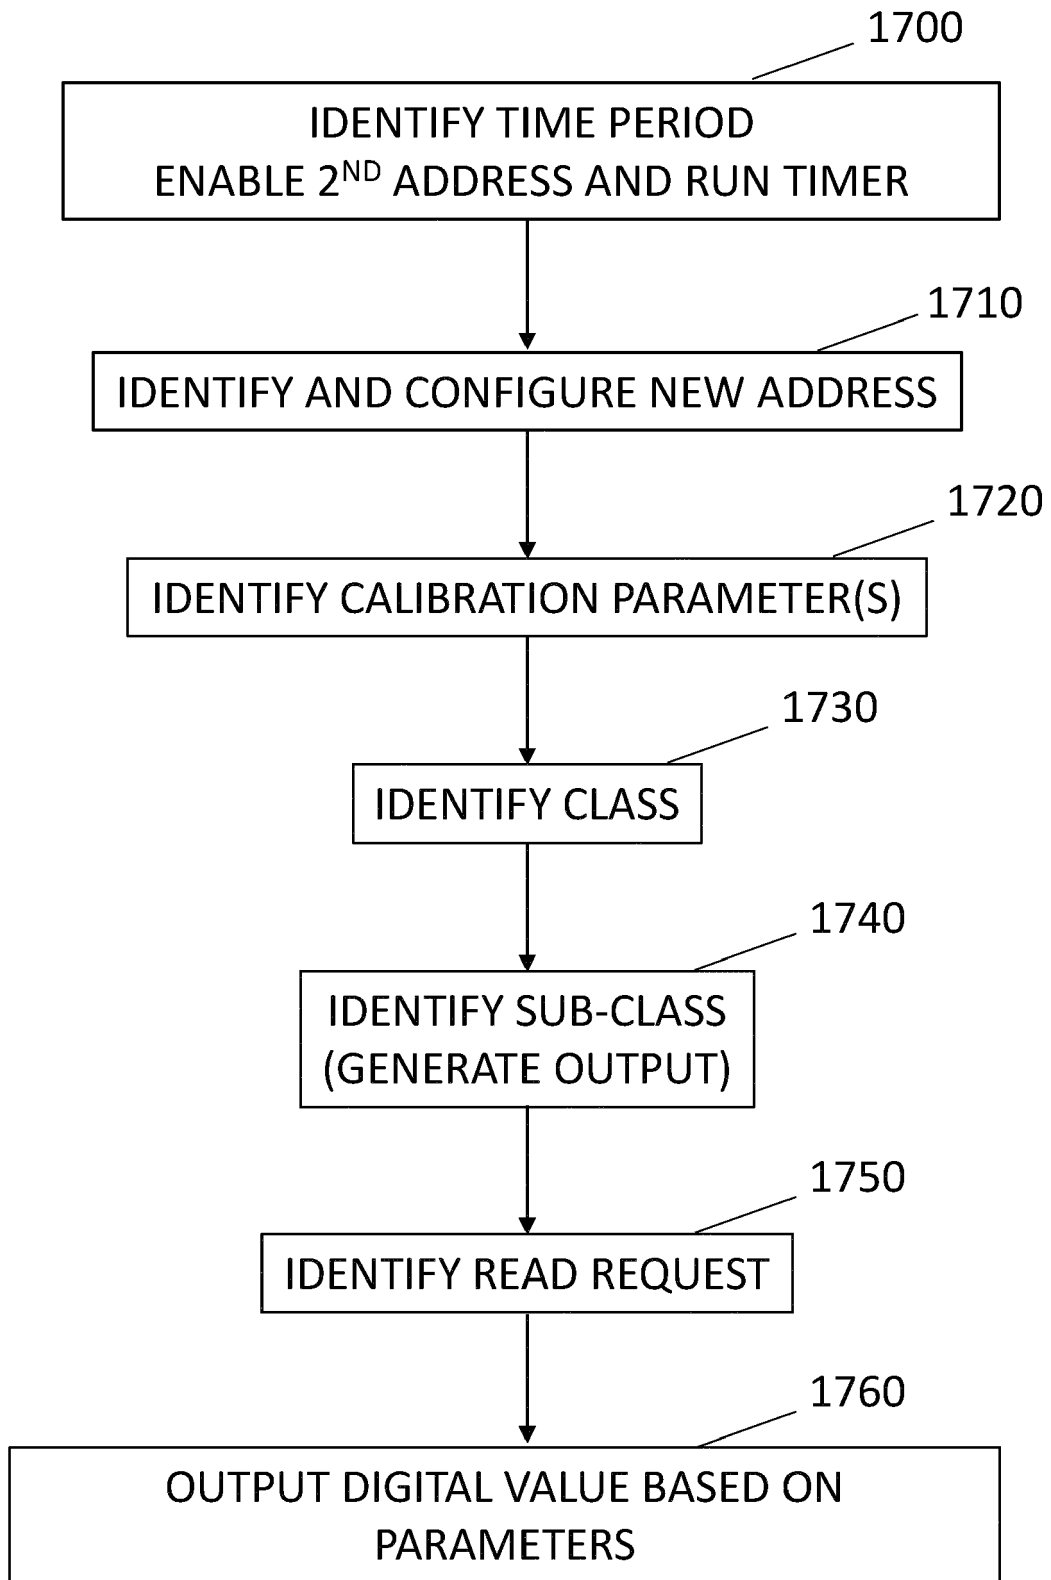 1700
IDENTIFY TIME PERIOD
ENABLE 2ND ADDRESS AND RUN TIMER
1710
IDENTIFY AND CONFIGURE NEW ADDRESS
1720
IDENTIFY CALIBRATION PARAMETER(S)
1730
IDENTIFY CLASS
1740
IDENTIFY SUB-CLASS
(GENERATE OUTPUT)
1750
IDENTIFY READ REQUEST
1760
OUTPUT DIGITAL VALUE BASED ON
PARAMETERS